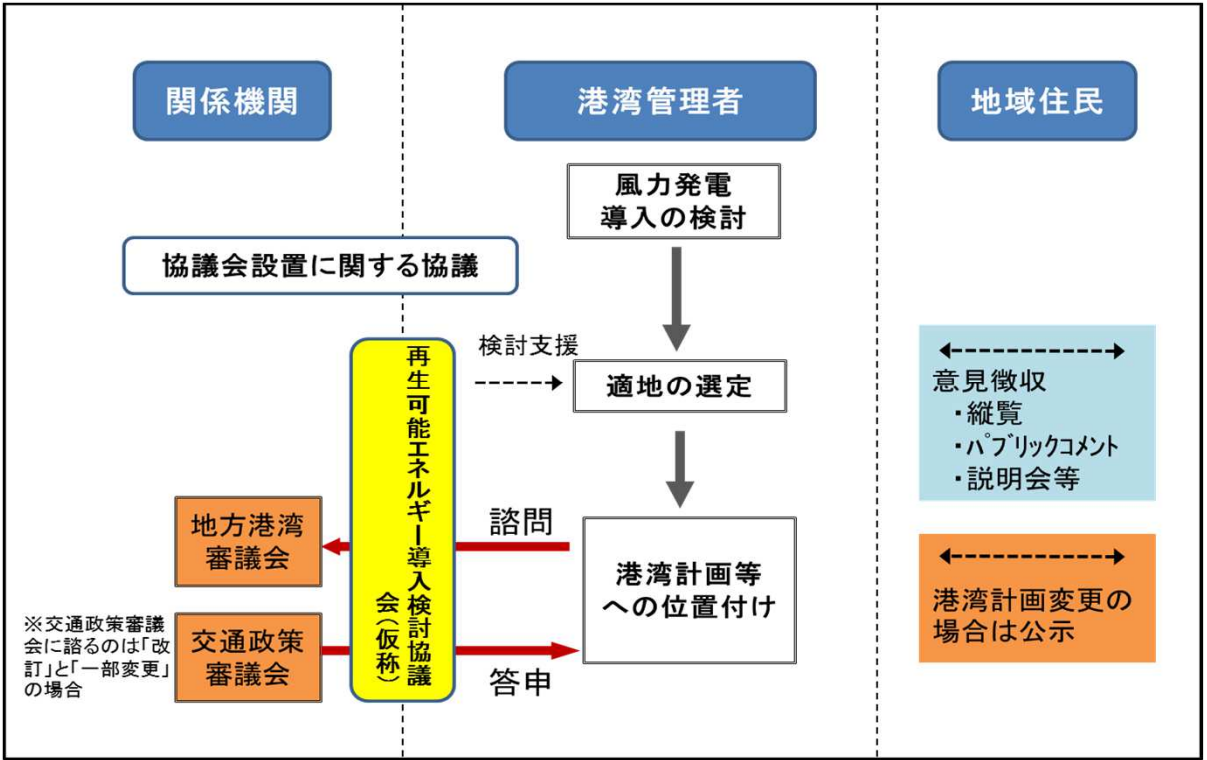 関係機関
港湾管理者
地域住民
風力発電
導入の検討
協議会設置に関する協議
検討支援
適地の選定
再生可能エネルギー導入検討協議
会(仮称)
意見徴収
・縦覧
・ﾊﾟﾌﾞﾘｯｸｺﾒﾝﾄ
・説明会等
地方港湾
審議会
諮問
港湾計画等
への位置付け
港湾計画変更の
場合は公示
※交通政策審議
会に諮るのは「改
訂」と「一部変更」
の場合
交通政策
審議会
答申